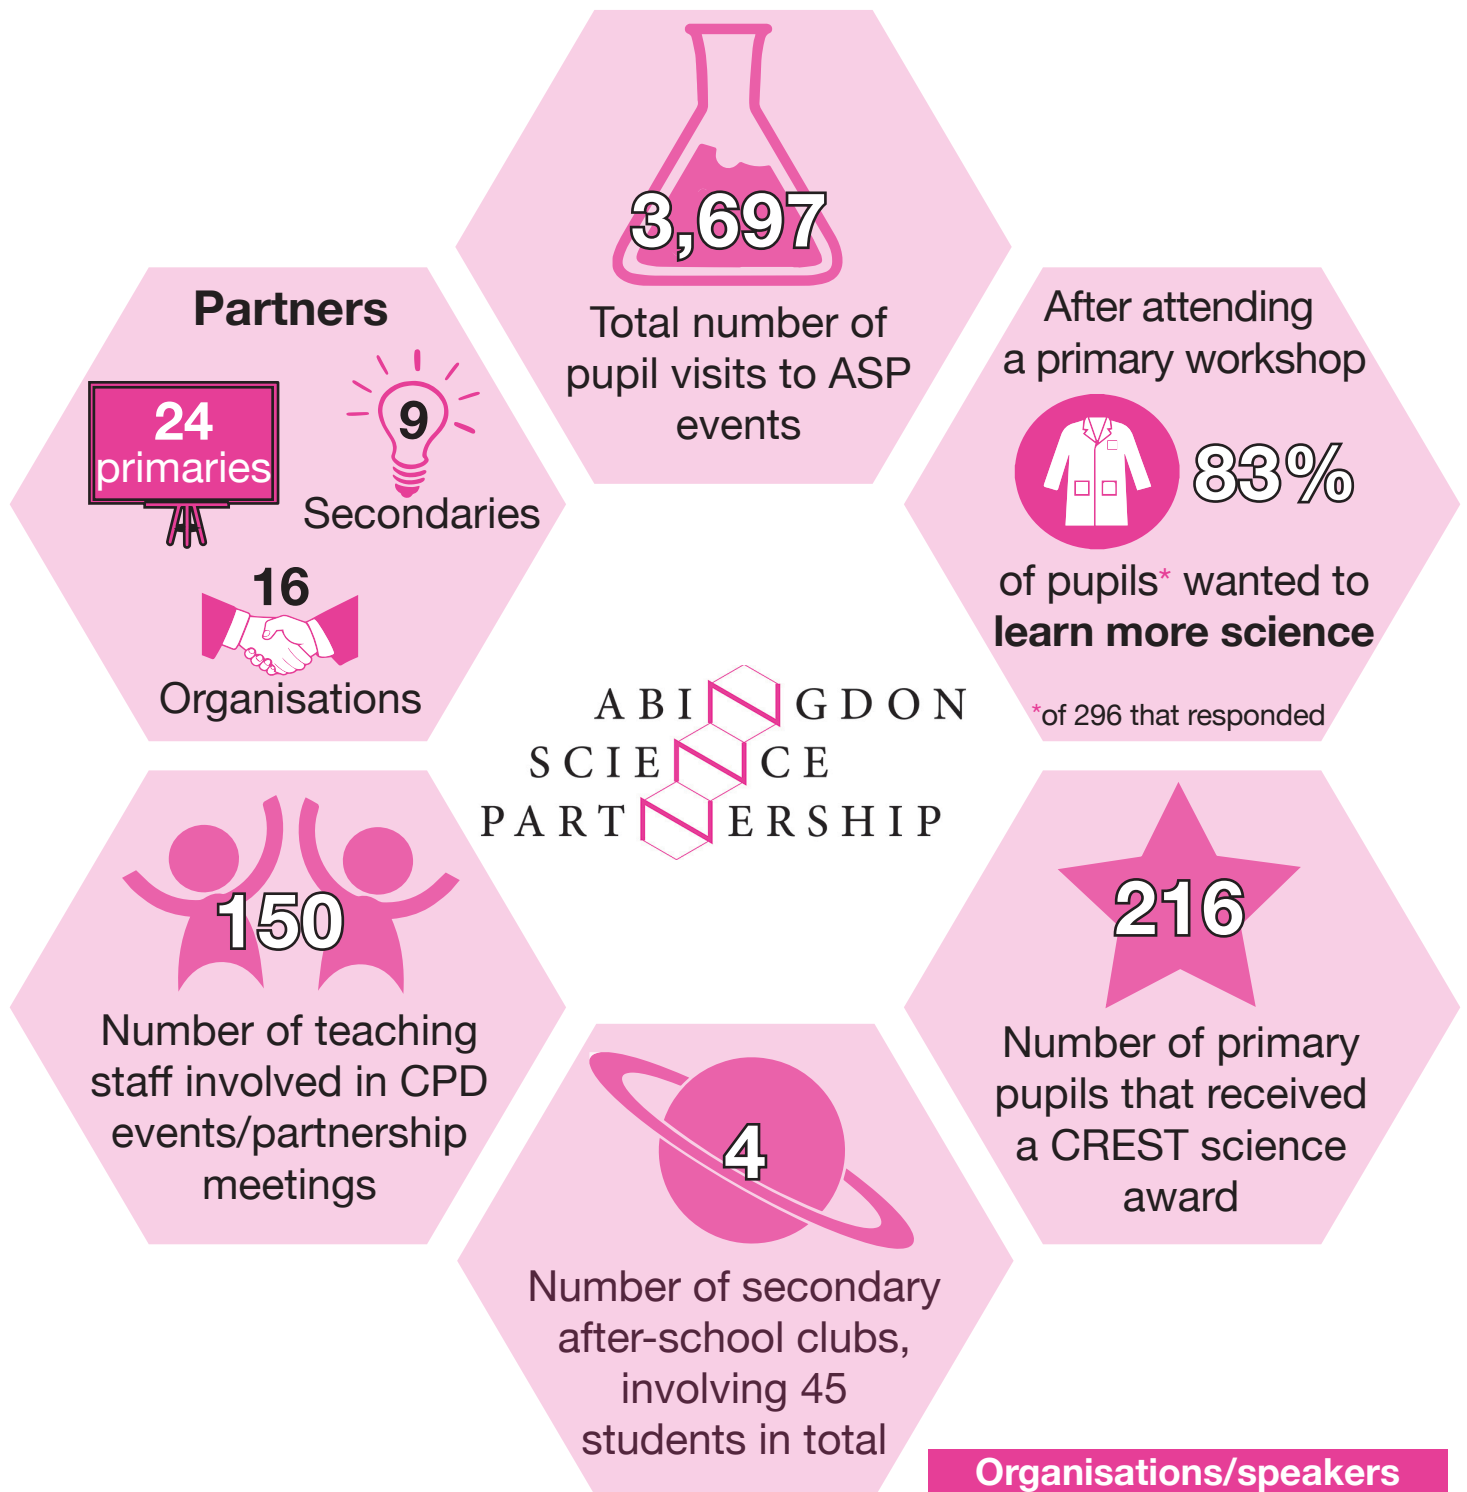 3,697
Total number of
pupil visits to ASP
events
Partners
24
primaries
9
Secondaries
16
Organisations
After attending
a primary workshop
83%
of pupils* wanted to
learn more science
*of 296 that responded
ABINGDON
SCIENCE
PARTNERSHIP
150
Number of teaching
staff involved in CPD
events/partnership
meetings
216
Number of primary
pupils that received
a CREST science
award
4
Number of secondary
after-school clubs,
involving 45
students in total
Organisations/speakers